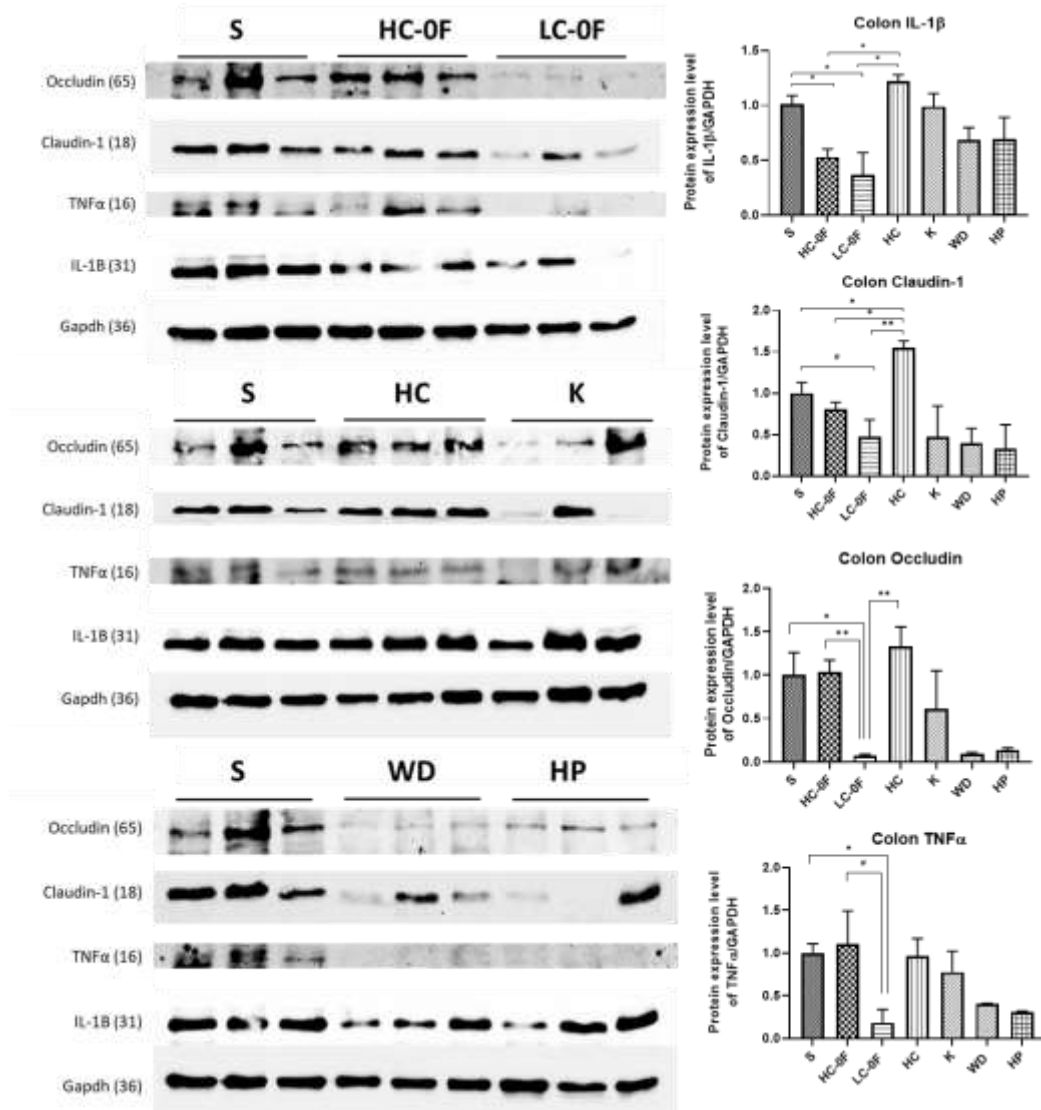 S HC-0F LC-0F
Occludin (65)
Claudin-1 (18)
TNFα (16)
IL-1B (31)
Gapdh (36)
S HC K
Occludin (65)
Claudin-1 (18)
TNFα (16)
IL-1B (31)
Gapdh (36)
S WD HP
Occludin (65)
Claudin-1 (18)
TNFα (16)
IL-1B (31)
Gapdh (36)
Colon IL-1β
Protein expression level
of IL-1β/GAPDH
1.5
1.0
0.5
0.0
* * * * *
S HC-0F LC-0F HC K WD HP
Colon Claudin-1
Protein expression level
of Claudin-1/GAPDH
2.0
1.5
1.0
0.5
0.0
* * ** #
S HC-0F LC-0F HC K WD HP
Colon Occludin
Protein expression level
of Occludin/GAPDH
2.0
1.5
1.0
0.5
0.0
* ** **
S HC-0F LC-0F HC K WD HP
Colon TNFα
Protein expression level
of TNFα/GAPDH
2.0
1.5
1.0
0.5
0.0
* #
S HC-0F LC-0F HC K WD HP